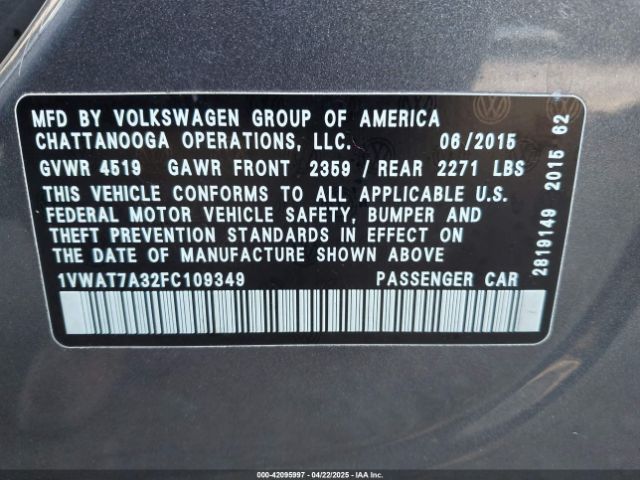 MFD BY VOLKSWAGEN GROUP OF AMERICA
CHATTANOOGA OPERATIONS, LLC. 06/2015
GVWR 4519 GAWR FRONT 2359 / REAR 2271 LBS
THIS VEHICLE CONFORMS TO ALL APPLICABLE U.S.
FEDERAL MOTOR VEHICLE SAFETY, BUMPER AND
THEFT PREVENTION STANDARDS IN EFFECT ON
THE DATE OF MANUFACTURE SHOWN ABOVE
1VWAT7A32FC109349 PASSENGER CAR
2819149 2015 62
000-42095997 - 04/22/2025 - IAA Inc.